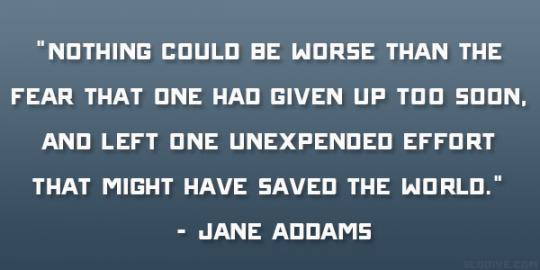 "NOTHING COULD BE WORSE THAN THE
FEAR THAT ONE HAD GIVEN UP TOO SOON,
AND LEFT ONE UNEXPENDED EFFORT
THAT MIGHT HAVE SAVED THE WORLD."
- JANE ADDAMS